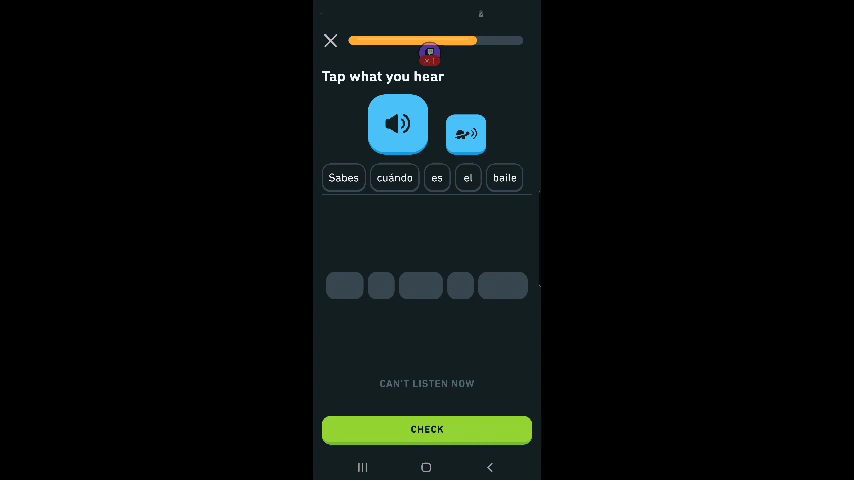 Tap what you hear
Sabes cuándo es el baile
CAN'T LISTEN NOW
CHECK